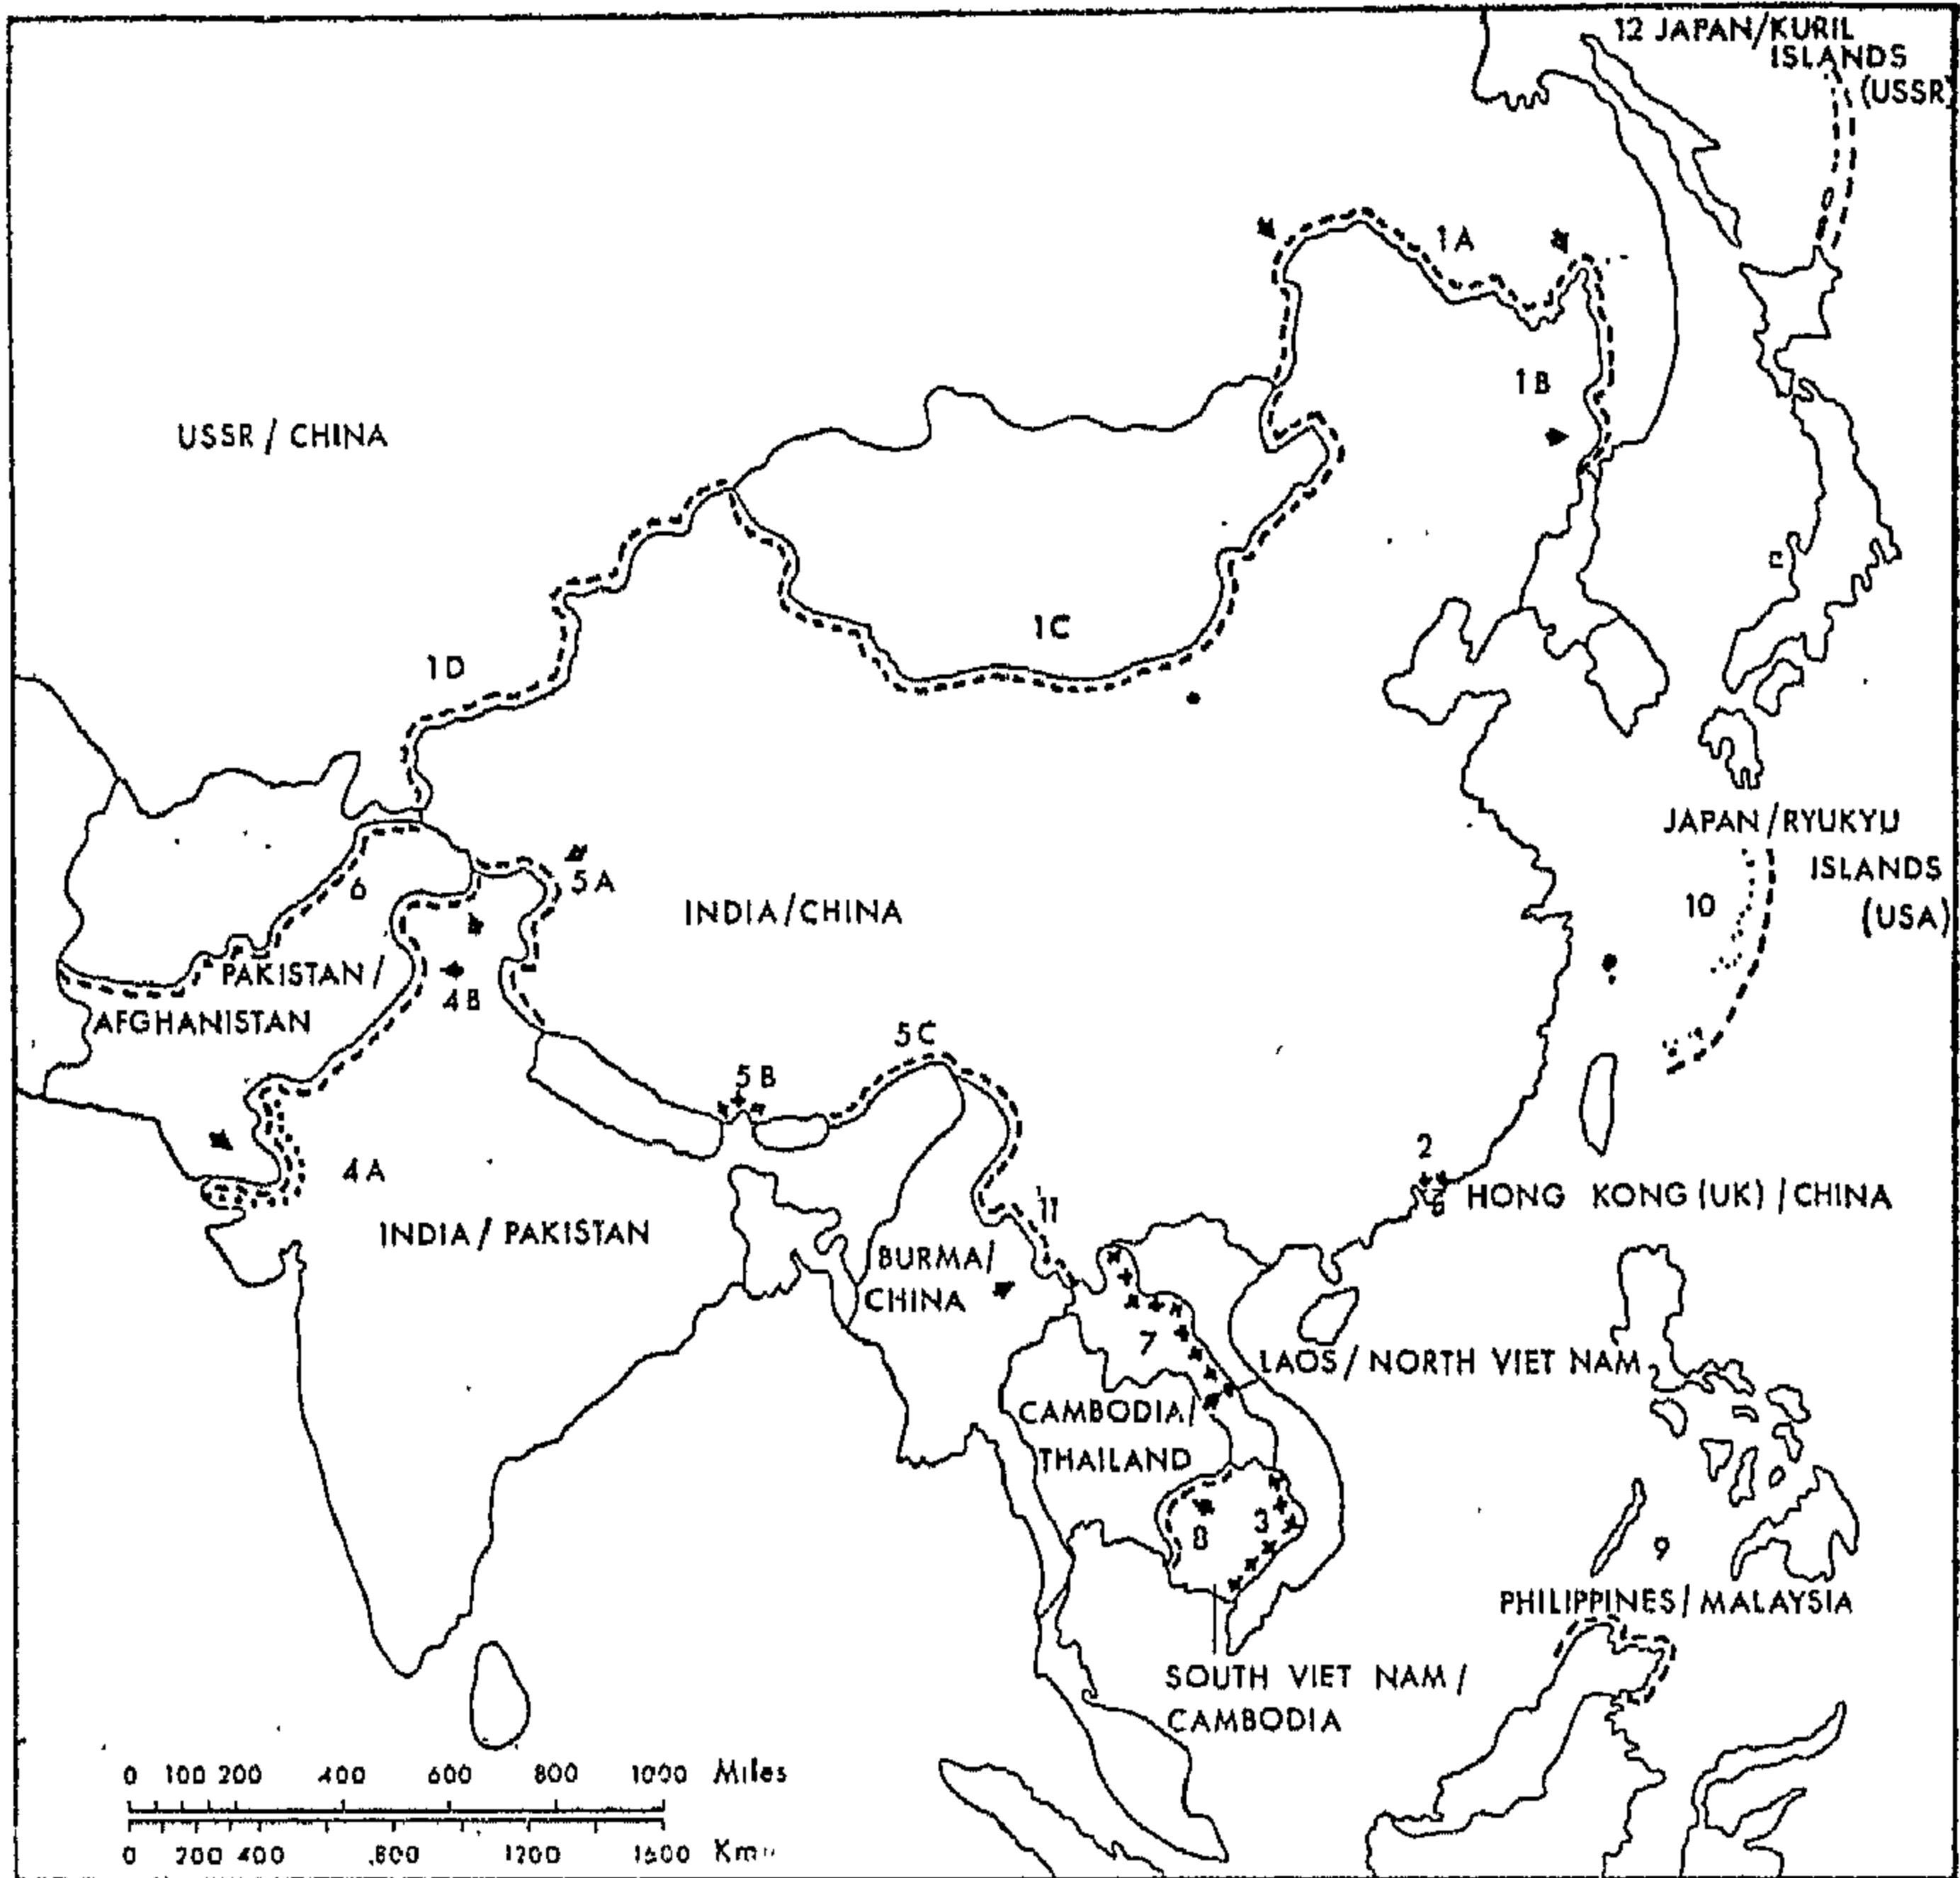 12 JAPAN/KURIL
ISLANDS
(USSR)
1A
1B
USSR / CHINA
1C
1D
JAPAN /RYUKYU
ISLANDS
(USA)
10
6
5A
INDIA/CHINA
PAKISTAN /
AFGHANISTAN
4B
5C
5B
2
HONG KONG (UK) / CHINA
4A
INDIA / PAKISTAN
11
BURMA/
CHINA
7
LAOS / NORTH VIET NAM
CAMBODIA/
THAILAND
8
3
9
PHILIPPINES / MALAYSIA
SOUTH VIET NAM /
CAMBODIA
0 100 200 400 600 800 1000 Miles
0 200 400 800 1200 1600 Km